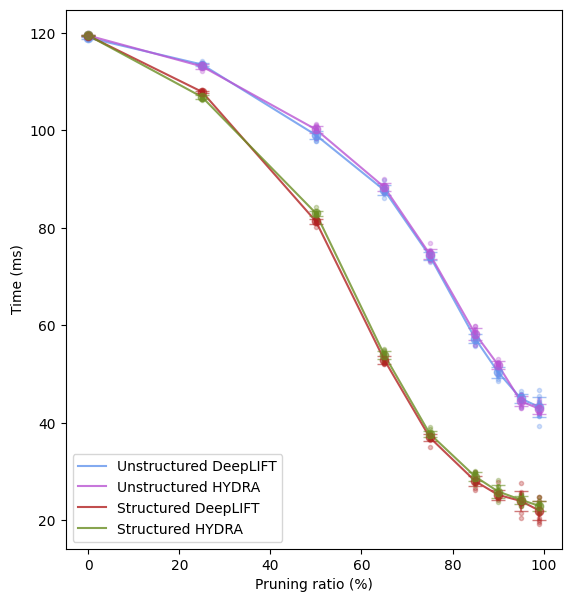 120
100
80
60
40
20
Time (ms)
Unstructured DeepLIFT
Unstructured HYDRA
Structured DeepLIFT
Structured HYDRA
0 20 40 60 80 100
Pruning ratio (%)